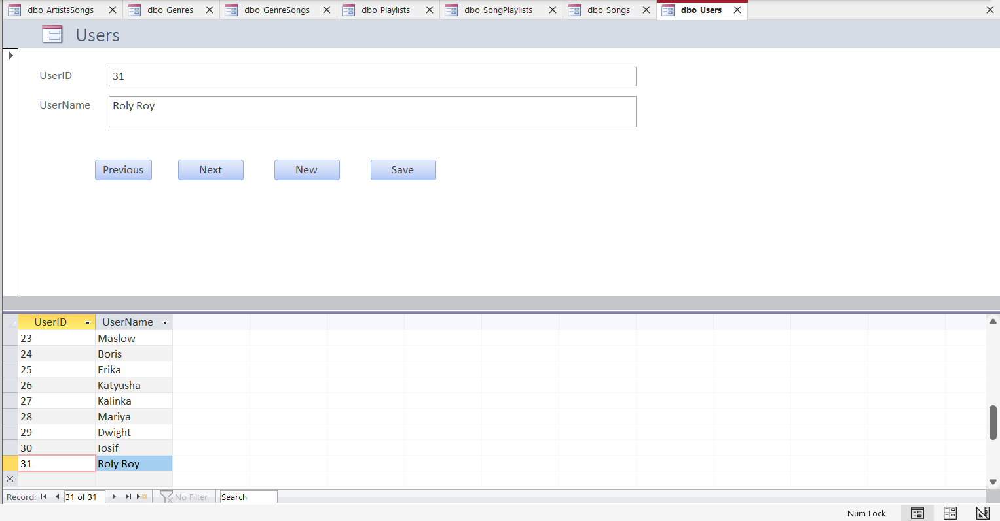 dbo_ArtistsSongs dbo_Genres dbo_GenreSongs dbo_Playlists dbo_SongPlaylists dbo_Songs dbo_Users
Users
UserID 31
UserName Roly Roy
Previous Next New Save
UserID UserName
23 Maslow
24 Boris
25 Erika
26 Katyusha
27 Kalinka
28 Mariya
29 Dwight
30 Iosif
31 Roly Roy
Record: 31 of 31 No Filter Search
Num Lock